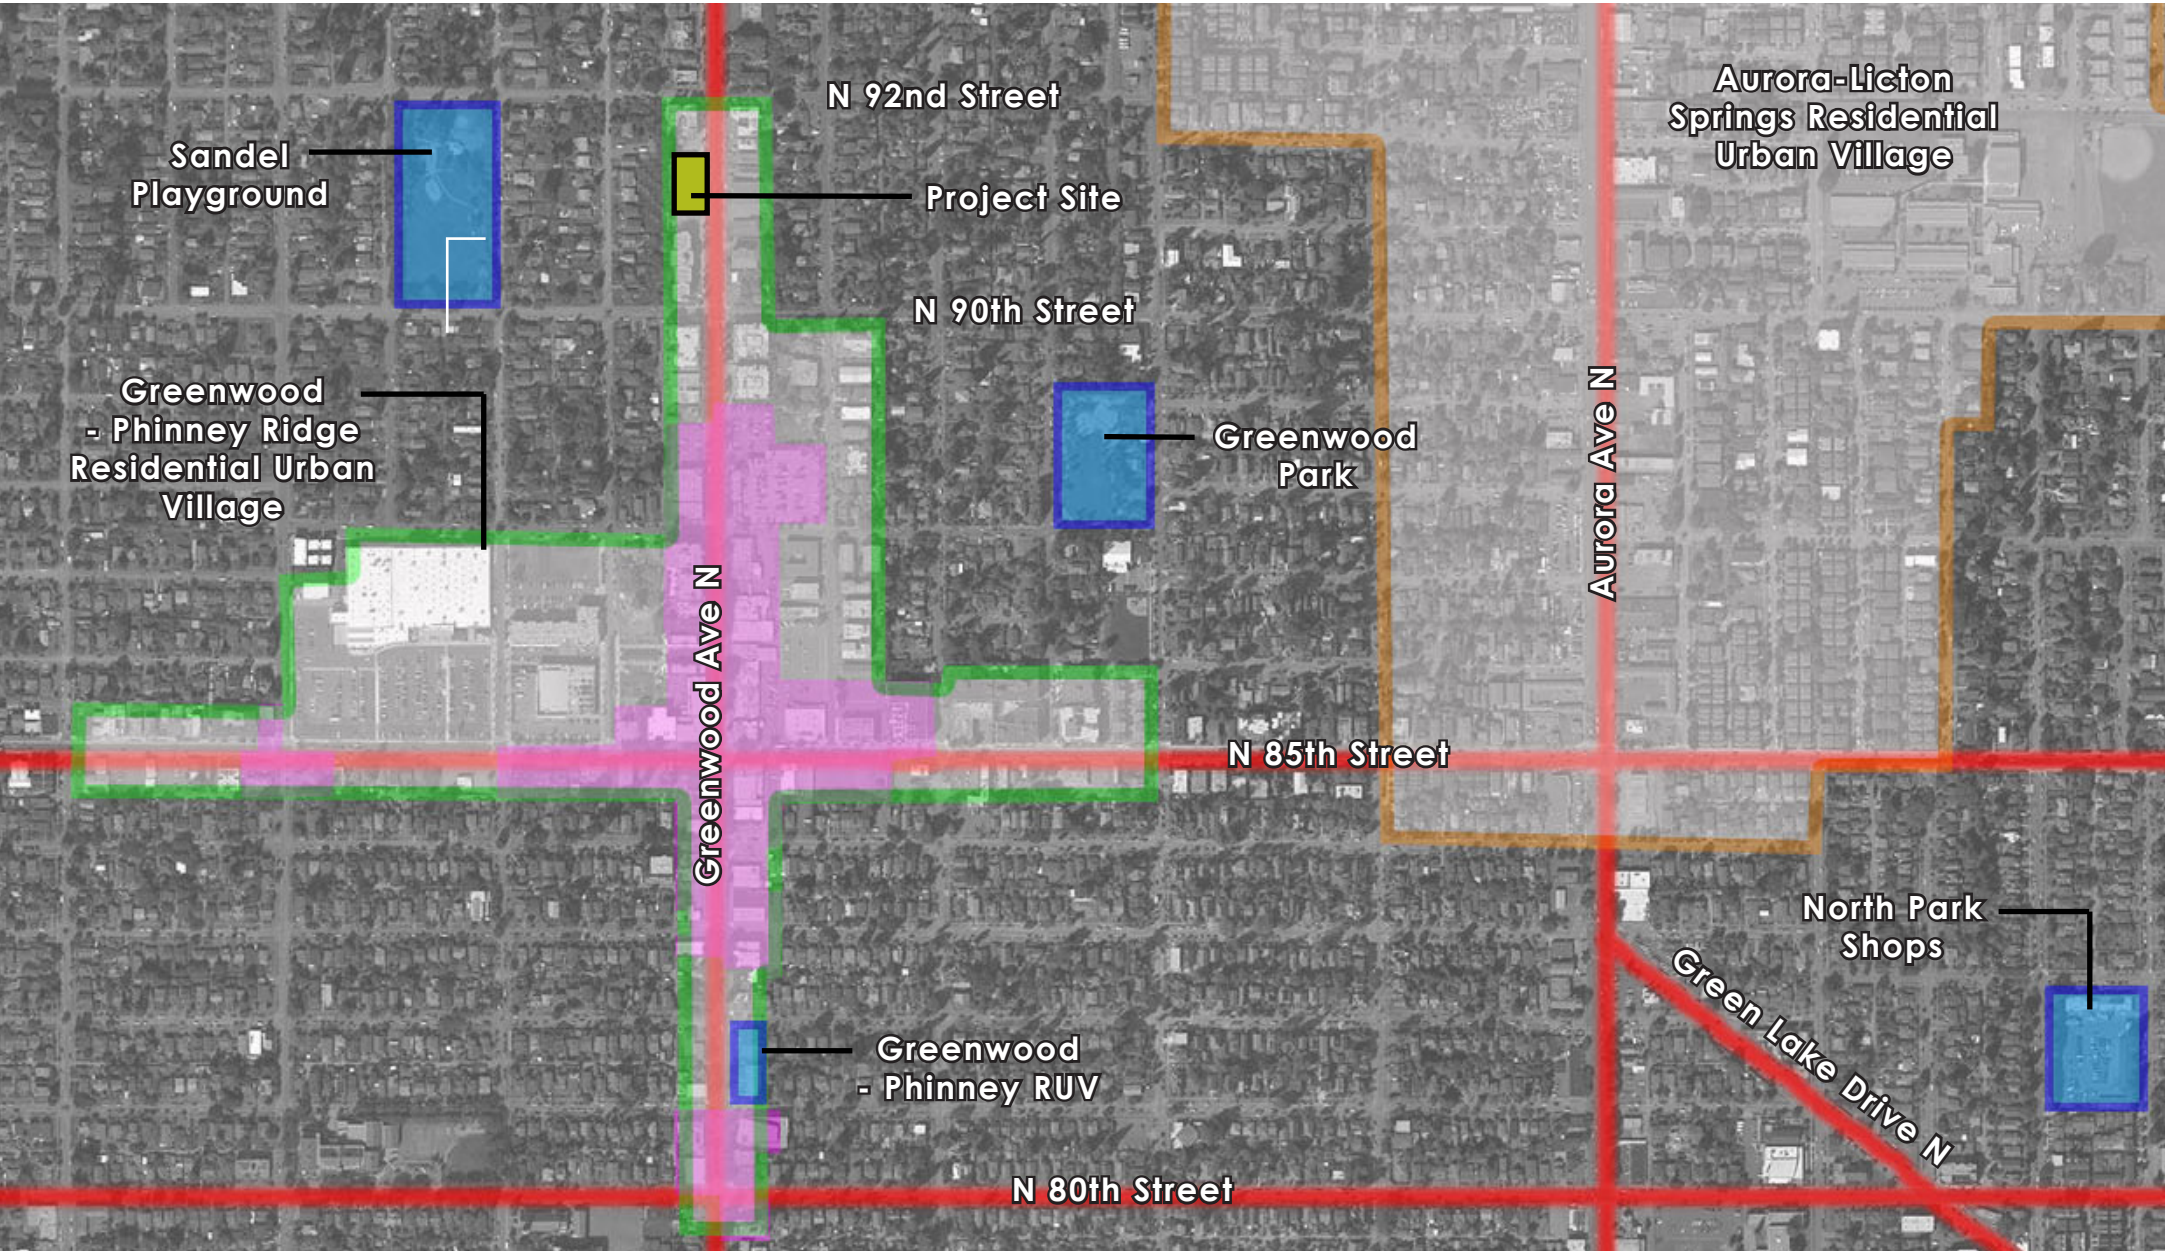 N 92nd Street
Aurora-Licton
Springs Residential
Urban Village
Sandel
Playground
Project Site
N 90th Street
Greenwood
- Phinney Ridge
Residential Urban
Village
Greenwood
Park
Aurora Ave N
Greenwood Ave N
N 85th Street
North Park
Shops
Green Lake Drive N
Greenwood
- Phinney RUV
N 80th Street